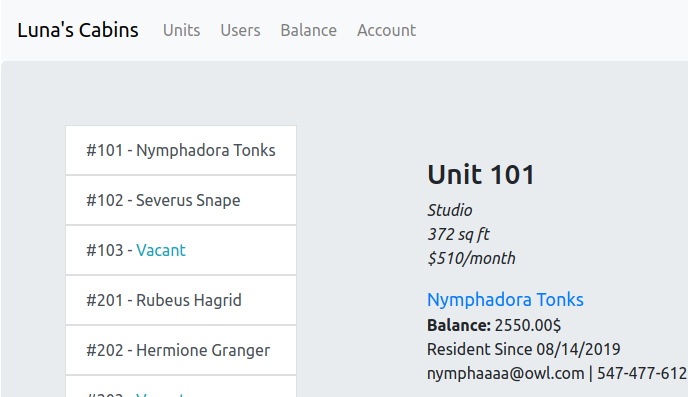 Luna's Cabins Units Users Balance Account
#101 - Nymphadora Tonks
#102 - Severus Snape
#103 - Vacant
#201 - Rubeus Hagrid
#202 - Hermione Granger
Unit 101
Studio
372 sq ft
$510/month
Nymphadora Tonks
Balance: 2550.00$
Resident Since 08/14/2019
nymphaaaa@owl.com | 547-477-612